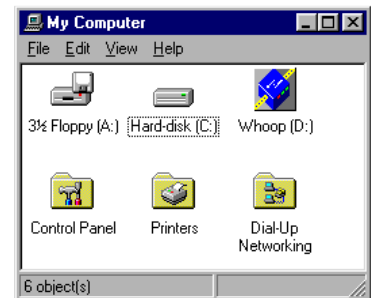 My Computer
File Edit View Help
3½ Floppy (A:) Hard-disk (C:) Whoop (D:)
Control Panel Printers Dial-Up Networking
6 object(s)